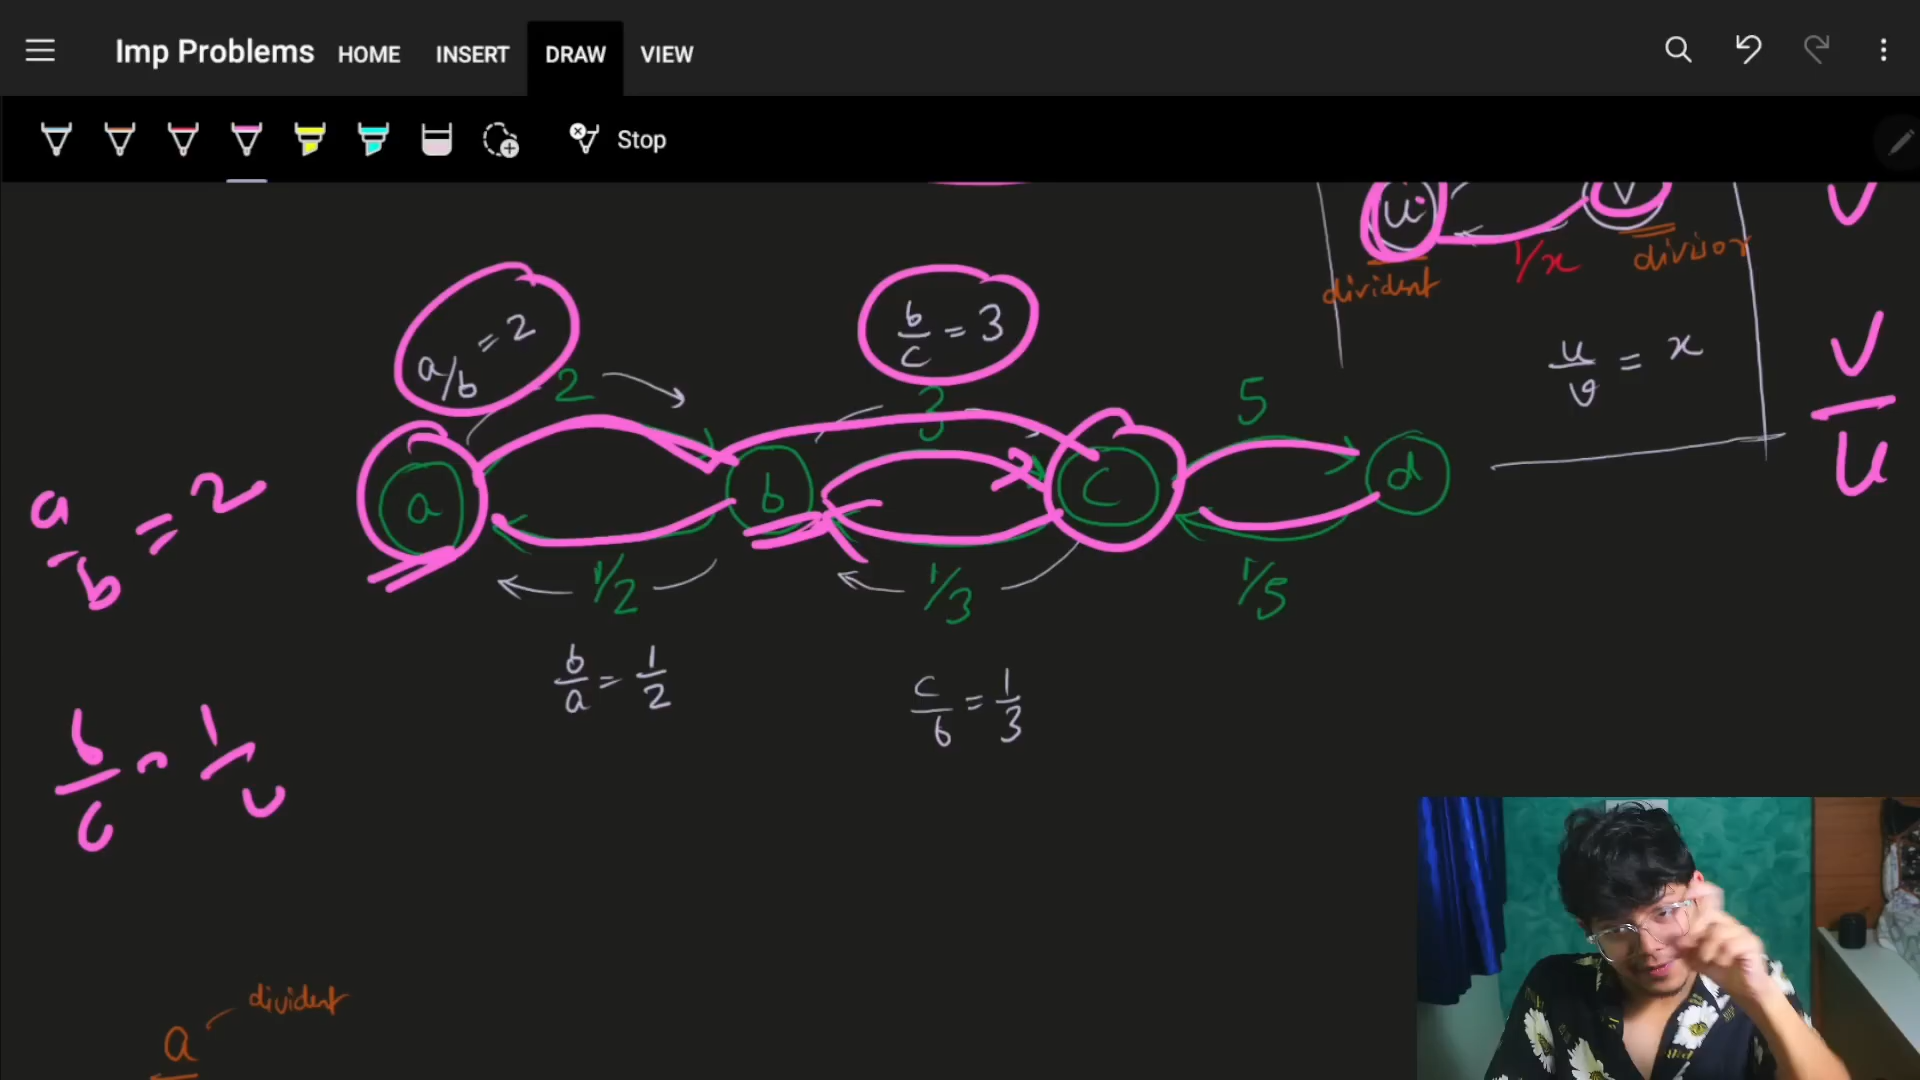 Imp Problems HOME INSERT DRAW VIEW
Stop
u v
1/x
divident divisor
a/b = 2
b/c = 3
u/v = x
v/u
2 3 5
a b c d
a/b = 2
1/2 1/3 1/5
b/a = 1/2
c/b = 1/3
divident
a